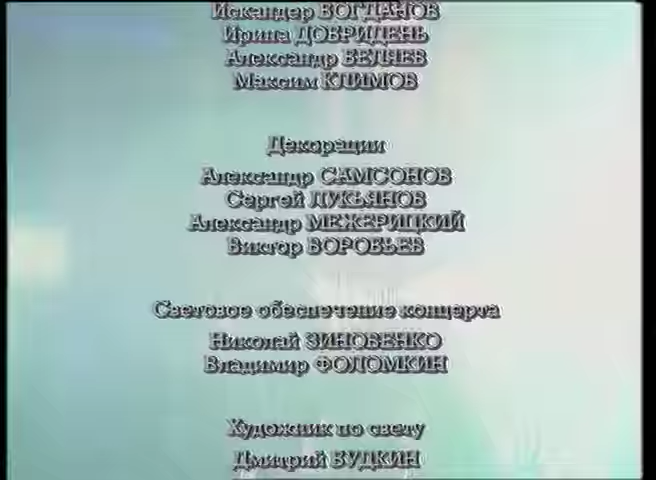 Искандер БОГДАНОВ
Ирина ДОБРИДЕНЬ
Александр БЕЛЯЕВ
Максим КЛИМОВ
Декорации
Александр САМСОНОВ
Сергей ЛУКЬЯНОВ
Александр МЕЖЕРИЦКИЙ
Виктор ВОРОБЬЕВ
Световое обеспечение концерта
Николай ЗИНОВЕНКО
Владимир ФОЛОМКИН
Художник по свету
Дмитрий БУДКИН